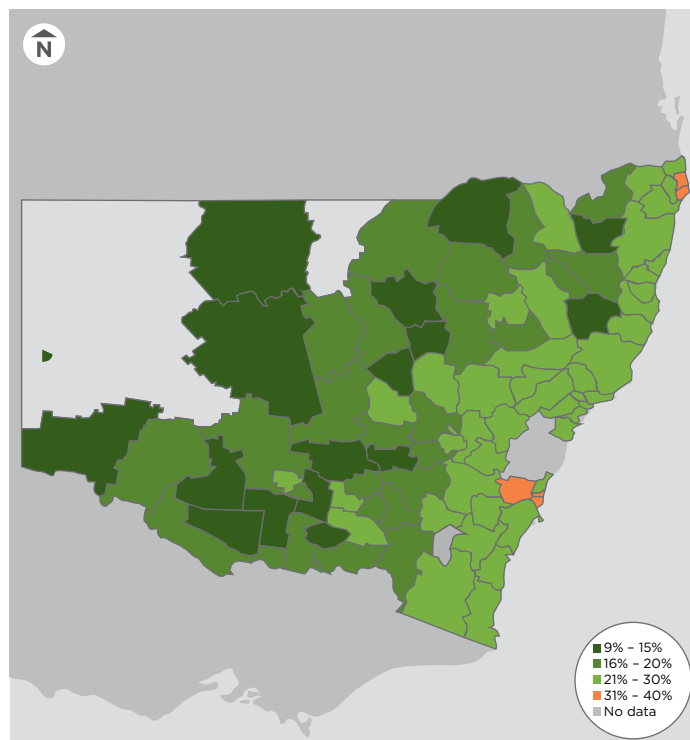 N
9% – 15%
16% – 20%
21% – 30%
31% – 40%
No data